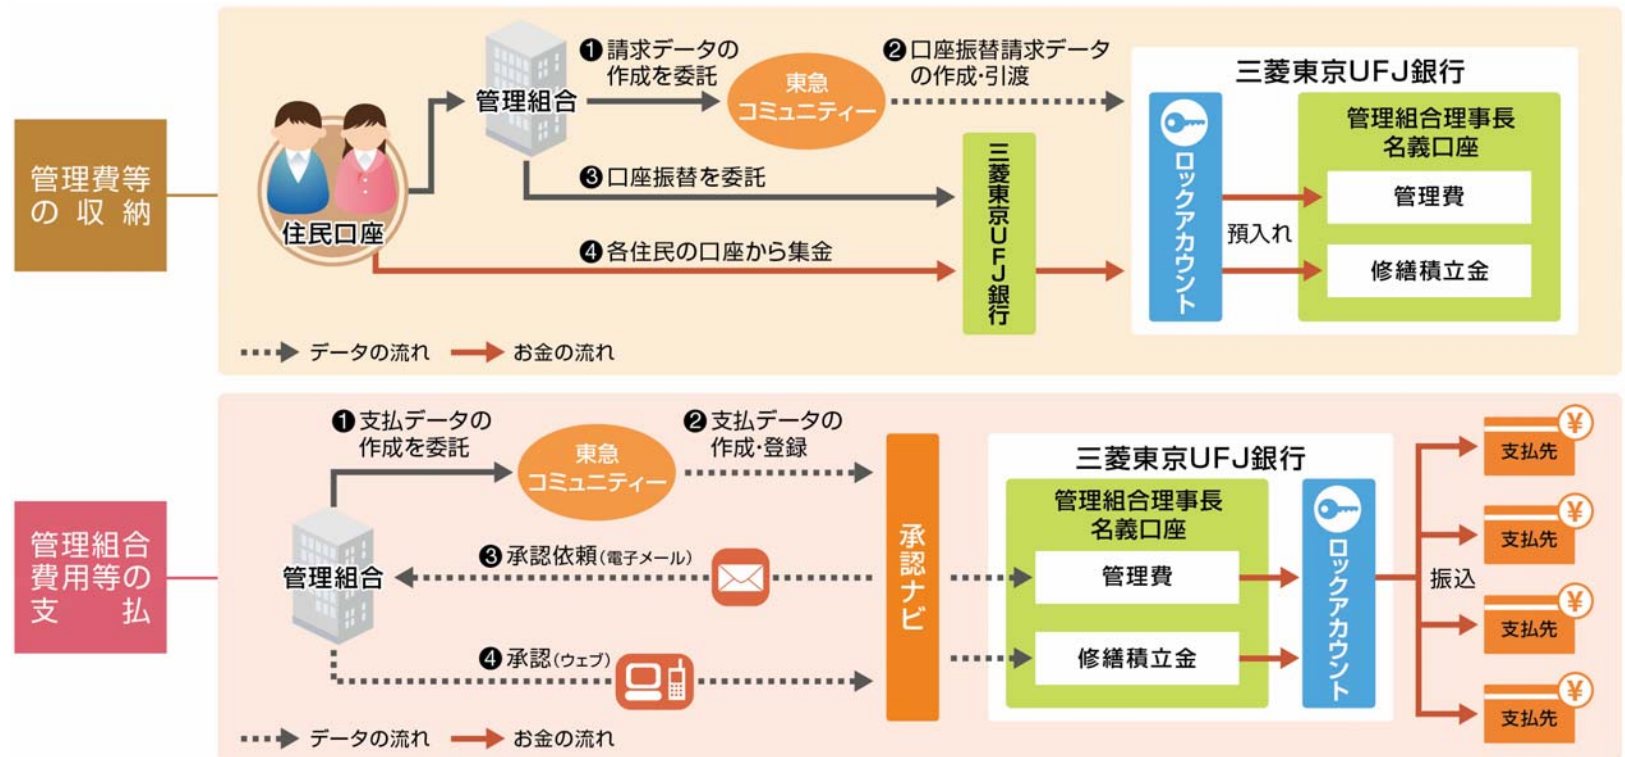 管理費等
の収納
住民口座
管理組合
❶請求データの
作成を委託
東急
コミュニティー
❷口座振替請求データ
の作成・引渡
❸口座振替を委託
❹各住民の口座から集金
三菱東京UFJ銀行
三菱東京UFJ銀行
ロックアカウント
預入れ
管理組合理事長
名義口座
管理費
修繕積立金
データの流れ
お金の流れ
管理組合
費用等の
支払
管理組合
❶支払データの
作成を委託
東急
コミュニティー
❷支払データの
作成・登録
❸承認依頼(電子メール)
❹承認(ウェブ)
承認ナビ
三菱東京UFJ銀行
管理組合理事長
名義口座
管理費
修繕積立金
ロックアカウント
振込
¥
支払先
¥
支払先
¥
支払先
¥
支払先
データの流れ
お金の流れ